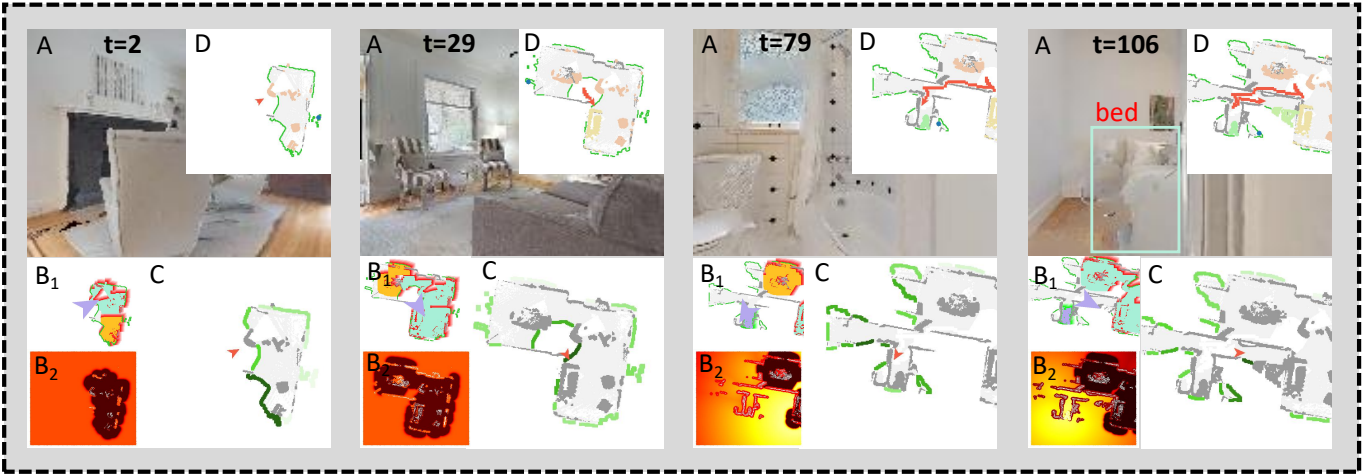 A t=2 D
B1 C
B2
A t=29 D
B1 C
B2
A t=79 D
B1 C
B2
A t=106 D
bed
B1 C
B2